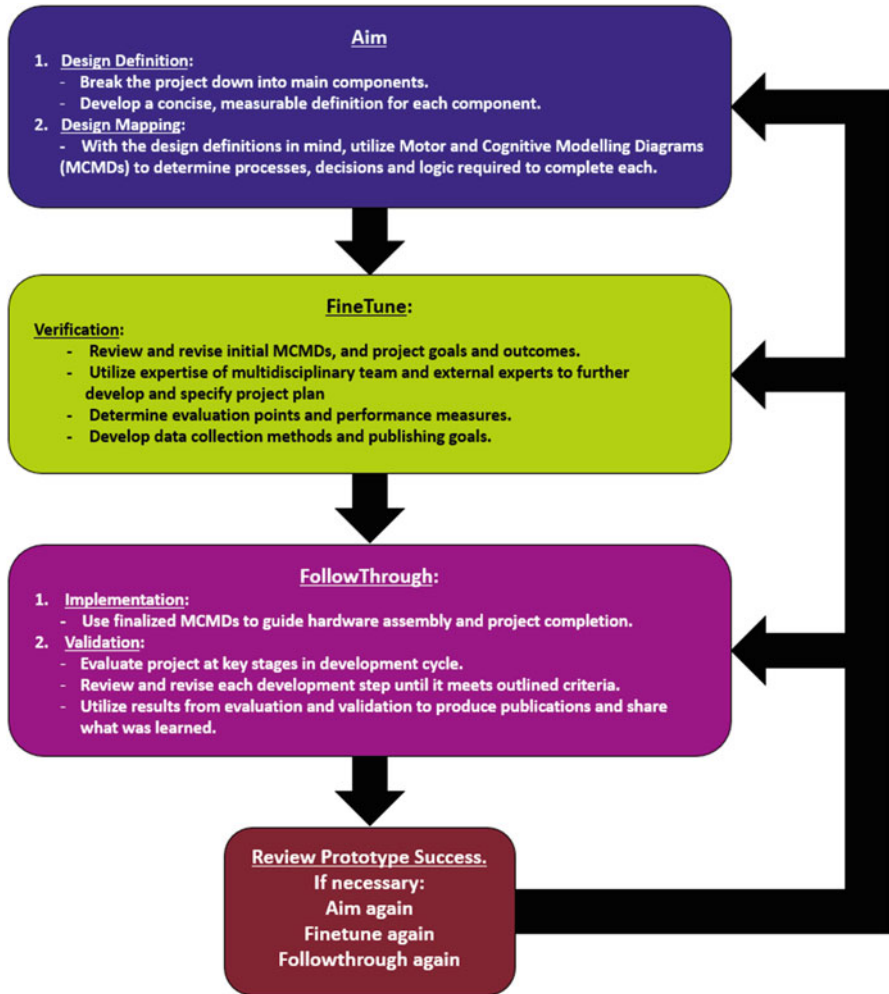 Aim
1. Design Definition:
- Break the project down into main components.
- Develop a concise, measurable definition for each component.
2. Design Mapping:
- With the design definitions in mind, utilize Motor and Cognitive Modelling Diagrams
(MCMDs) to determine processes, decisions and logic required to complete each.
FineTune:
Verification:
- Review and revise initial MCMDs, and project goals and outcomes.
- Utilize expertise of multidisciplinary team and external experts to further
develop and specify project plan
- Determine evaluation points and performance measures.
- Develop data collection methods and publishing goals.
FollowThrough:
1. Implementation:
- Use finalized MCMDs to guide hardware assembly and project completion.
2. Validation:
- Evaluate project at key stages in development cycle.
- Review and revise each development step until it meets outlined criteria.
- Utilize results from evaluation and validation to produce publications and share
what was learned.
Review Prototype Success.
If necessary:
Aim again
Finetune again
Followthrough again